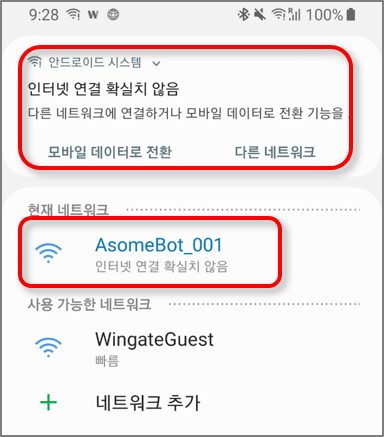 9:28 W R 100%
안드로이드 시스템
인터넷 연결 확실치 않음
다른 네트워크에 연결하거나 모바일 데이터로 전환 기능을
모바일 데이터로 전환 다른 네트워크
현재 네트워크
AsomeBot_001
인터넷 연결 확실치 않음
사용 가능한 네트워크
WingateGuest
빠름
네트워크 추가